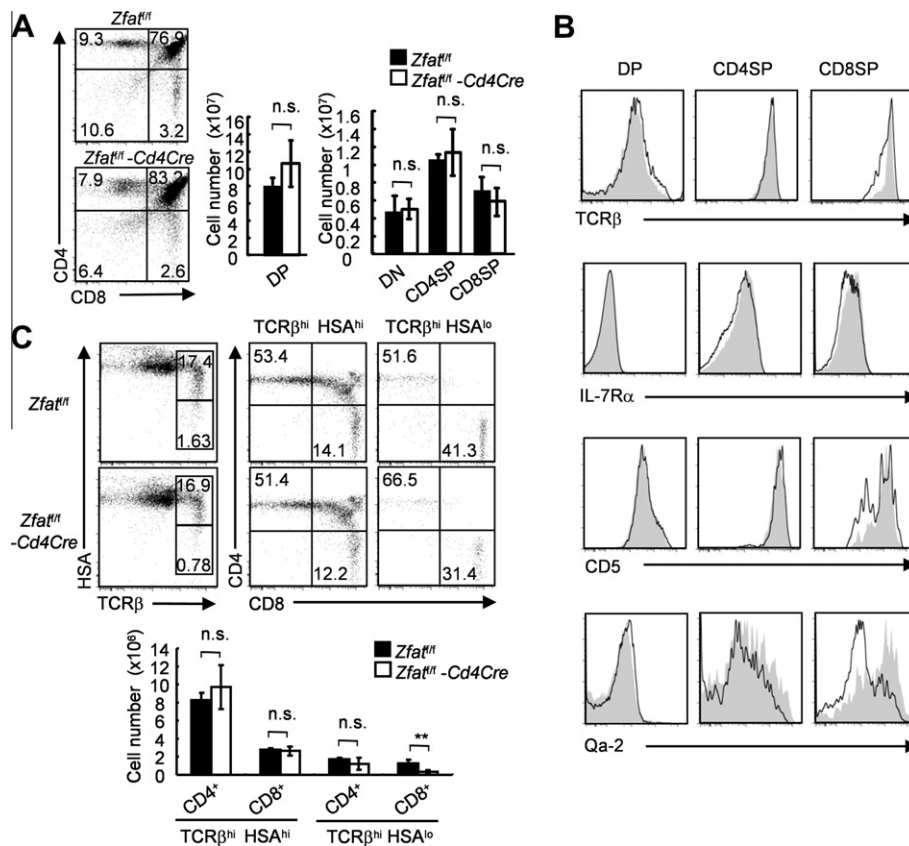 A
Zfatf/f
9.3 76.9
10.6 3.2
Zfatf/f -Cd4Cre
7.9 83.2
6.4 2.6
CD4
CD8
Cell number (x10⁷)
16
14
12
10
8
6
4
2
0
n.s.
DP
Zfatf/f
Zfatf/f -Cd4Cre
Cell number (x10⁷)
1.6
1.4
1.2
1
0.8
0.6
0.4
0.2
0
n.s.
n.s.
n.s.
DN
CD4SP
CD8SP
B
DP CD4SP CD8SP
TCRβ
IL-7Rα
CD5
Qa-2
C
TCRβhi HSAhi TCRβhi HSAlo
Zfatf/f
17.4
1.63
53.4
14.1
51.6
41.3
Zfatf/f
-Cd4Cre
16.9
0.78
51.4
12.2
66.5
31.4
HSA
TCRβ
CD4
CD8
Cell number (x10⁶)
14
12
10
8
6
4
2
0
n.s.
n.s.
n.s.
**
Zfatf/f
Zfatf/f -Cd4Cre
CD4⁺ CD8⁺ CD4⁺ CD8⁺
TCRβhi HSAhi TCRβhi HSAlo